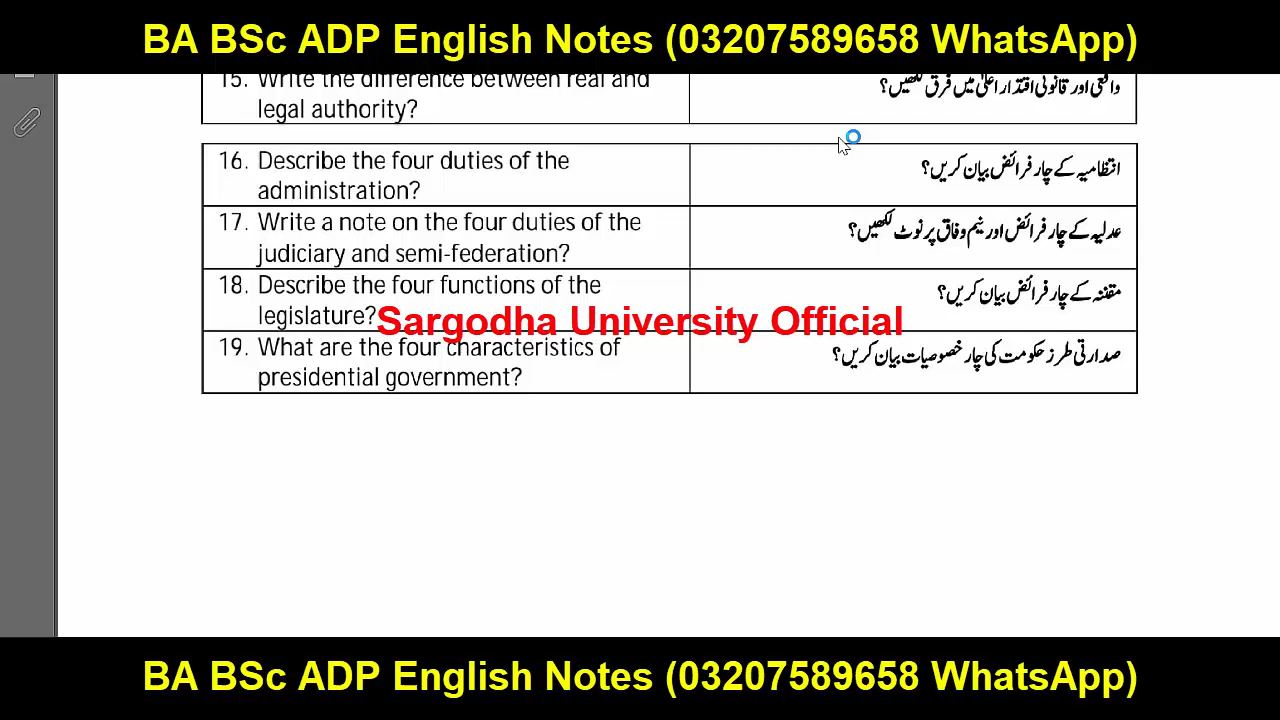 BA BSc ADP English Notes (03207589658 WhatsApp)
15. Write the difference between real and
legal authority?
واقعی اور قانونی اقتدار اعلیٰ میں فرق لکھیں؟
16. Describe the four duties of the
administration?
انتظامیہ کے چار فرائض بیان کریں؟
17. Write a note on the four duties of the
judiciary and semi-federation?
عدلیہ کے چار فرائض اور نیم وفاق پر نوٹ لکھیں؟
18. Describe the four functions of the
legislature?
مقننہ کے چار فرائض بیان کریں؟
Sargodha University Official
19. What are the four characteristics of
presidential government?
صدارتی طرز حکومت کی چار خصوصیات بیان کریں؟
BA BSc ADP English Notes (03207589658 WhatsApp)